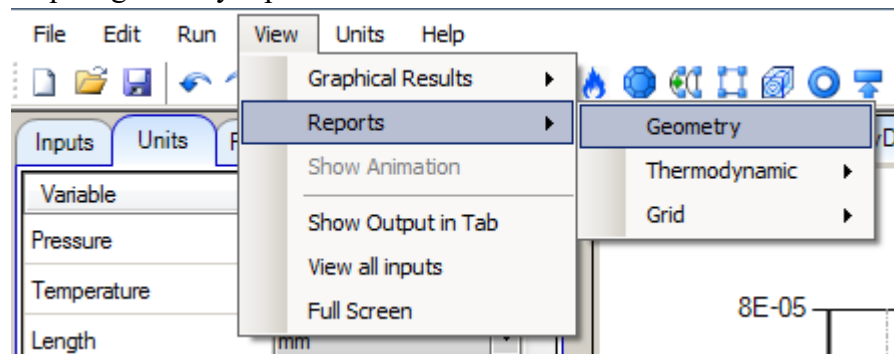 File Edit Run View Units Help
Graphical Results
Reports
Show Animation
Show Output in Tab
View all inputs
Full Screen
Geometry
Thermodynamic
Grid
Inputs Units
Variable
Pressure
Temperature
Length
mm
8E-05